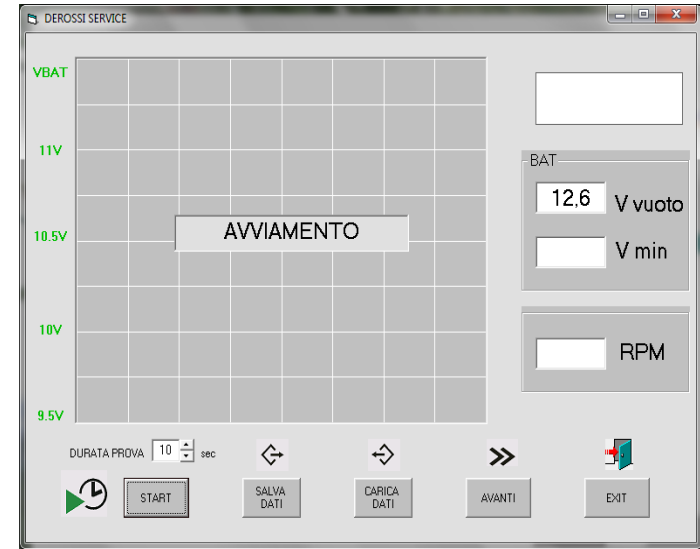 DEROSSI SERVICE
VBAT
11V
10.5V
10V
9.5V
AVVIAMENTO
BAT
12,6 V vuoto
V min
RPM
DURATA PROVA 10 sec
START
SALVA
DATI
CARICA
DATI
AVANTI
EXIT